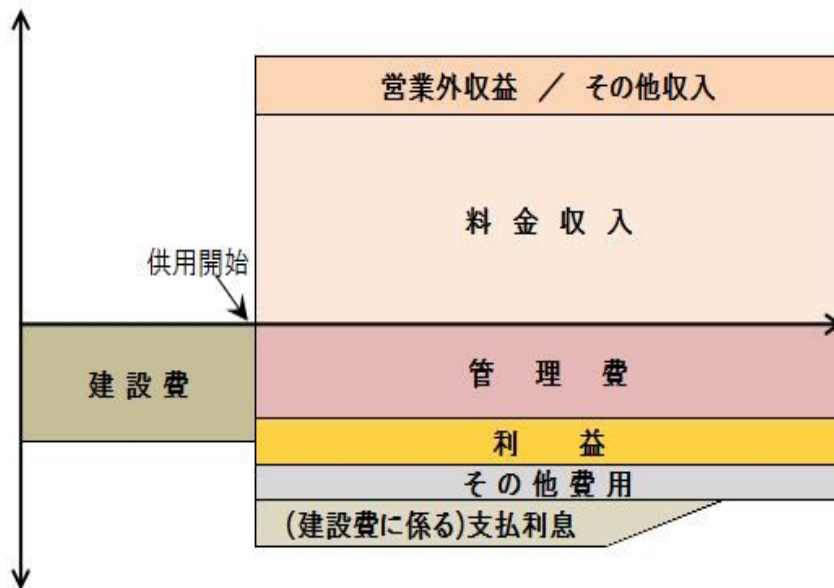 営業外収益 ／ その他収入
料 金 収 入
供用開始
建 設 費
管 理 費
利 益
その他費用
(建設費に係る)支払利息